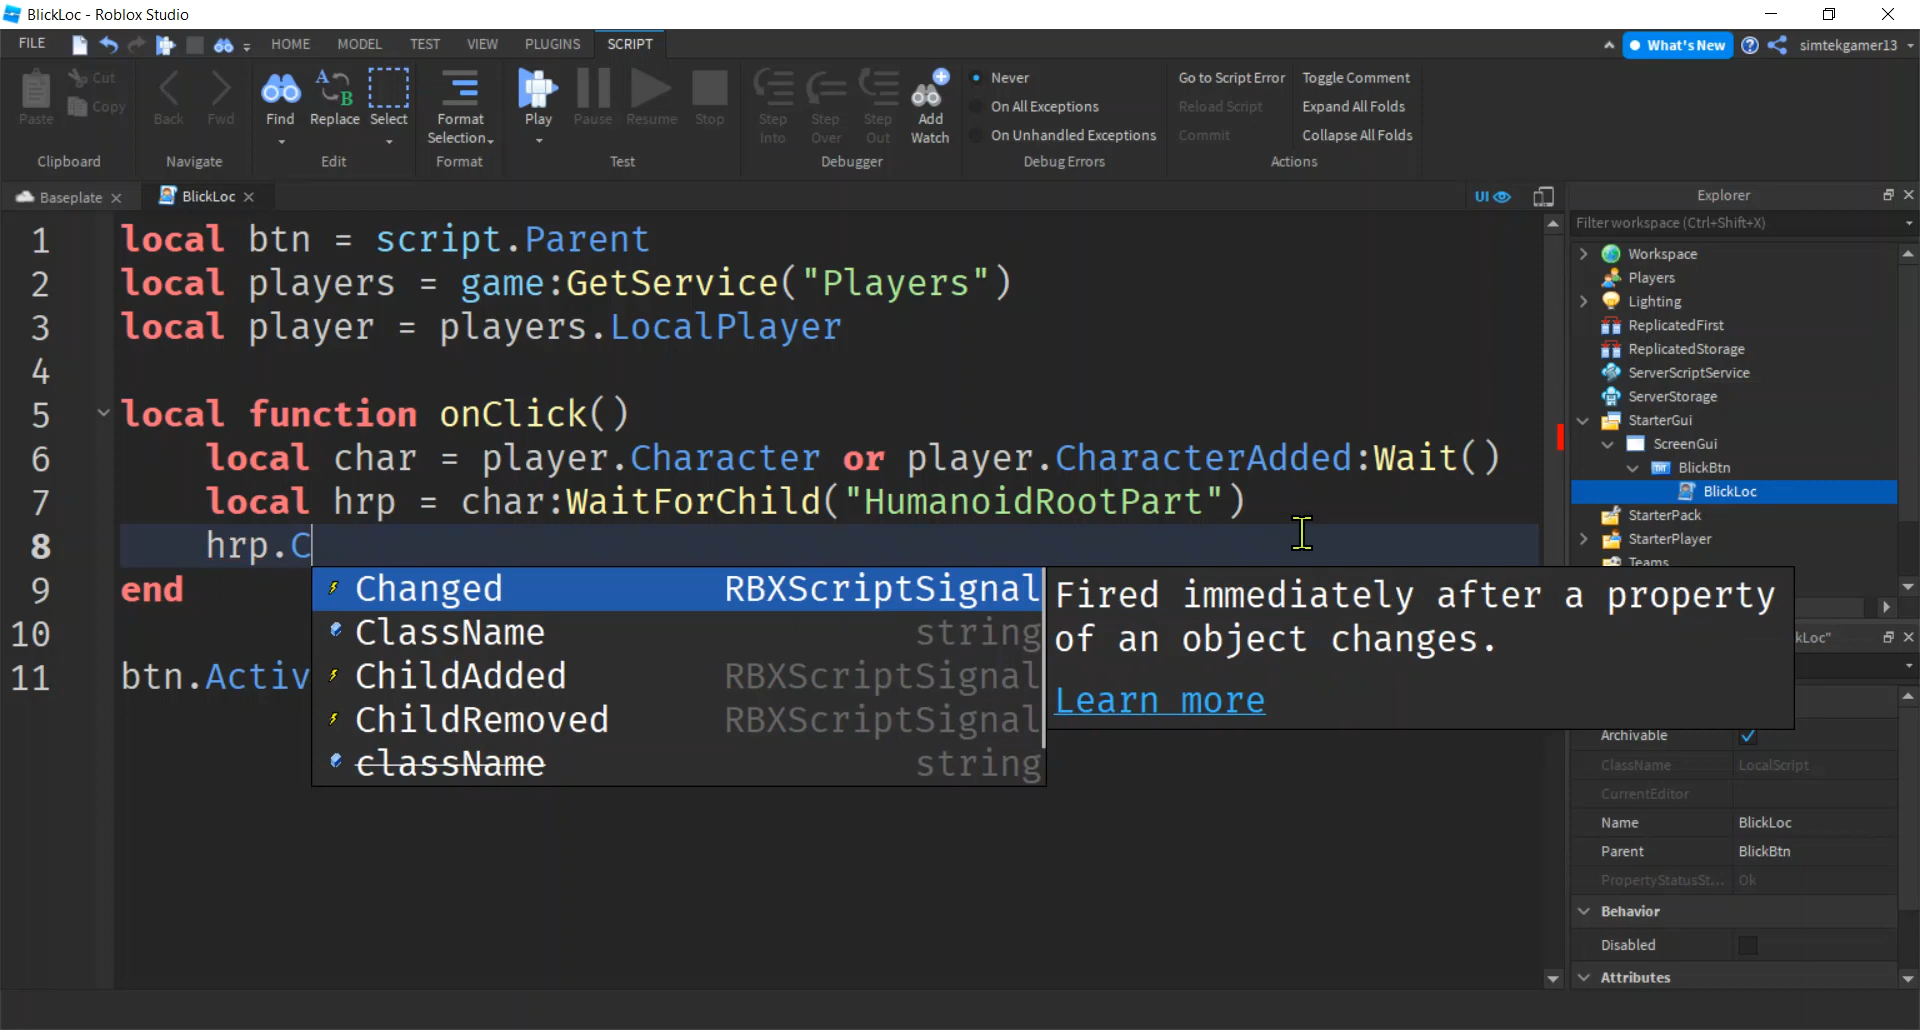 BlickLoc - Roblox Studio
FILE HOME MODEL TEST VIEW PLUGINS SCRIPT What's New simtekgamer13
Paste Cut Copy
Clipboard
Back Fwd
Navigate
Find Replace Select
Edit
Format Selection
Format
Play Pause Resume Stop
Test
Step Into Step Over Step Out Add Watch
Debugger
Never
On All Exceptions
On Unhandled Exceptions
Debug Errors
Go to Script Error Toggle Comment
Reload Script Expand All Folds
Commit Collapse All Folds
Actions
Baseplate BlickLoc UI
1 local btn = script.Parent
2 local players = game:GetService("Players")
3 local player = players.LocalPlayer
4
5 local function onClick()
6 local char = player.Character or player.CharacterAdded:Wait()
7 local hrp = char:WaitForChild("HumanoidRootPart")
8 hrp.C
9 end
10
11 btn.Activ
Changed RBXScriptSignal
ClassName string
ChildAdded RBXScriptSignal
ChildRemoved RBXScriptSignal
className string
Fired immediately after a property
of an object changes.
Learn more
Explorer
Filter workspace (Ctrl+Shift+X)
Workspace
Players
Lighting
ReplicatedFirst
ReplicatedStorage
ServerScriptService
ServerStorage
StarterGui
ScreenGui
BlickBtn
BlickLoc
StarterPack
StarterPlayer
Teams
kLoc"
Archivable
ClassName LocalScript
CurrentEditor
Name BlickLoc
Parent BlickBtn
PropertyStatusSt... Ok
Behavior
Disabled
Attributes